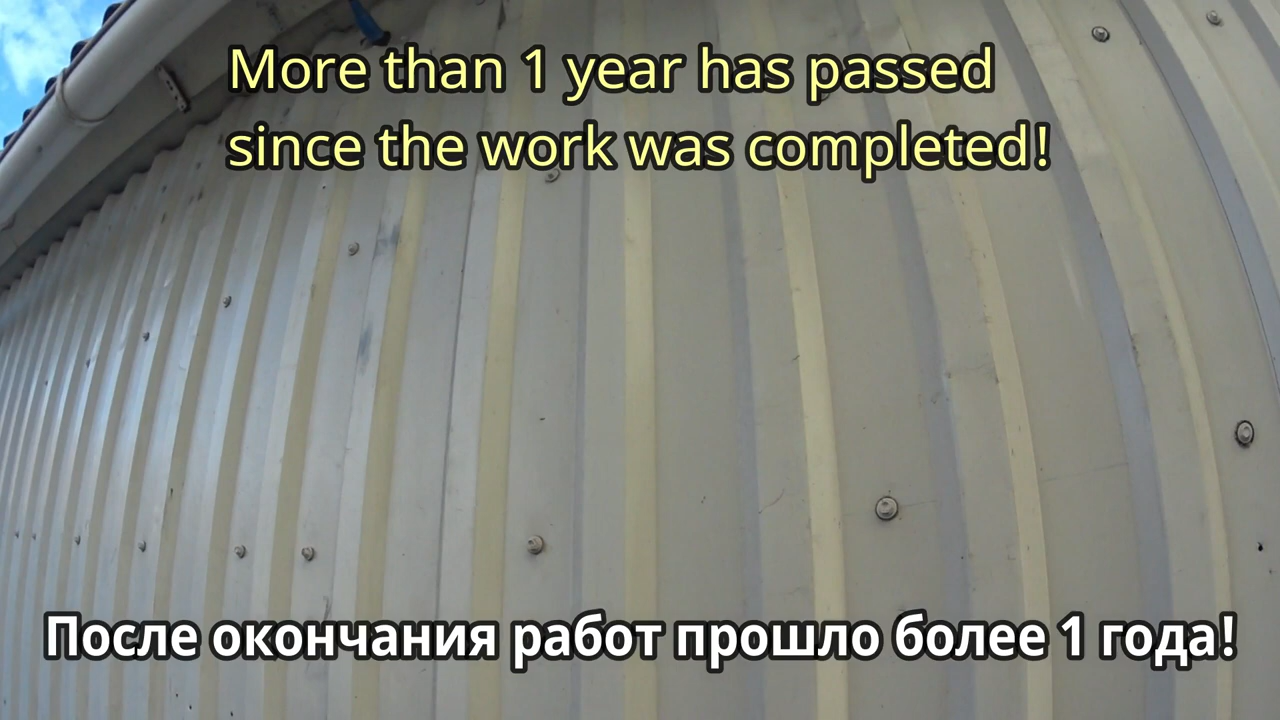 More than 1 year has passed
since the work was completed!
После окончания работ прошло более 1 года!